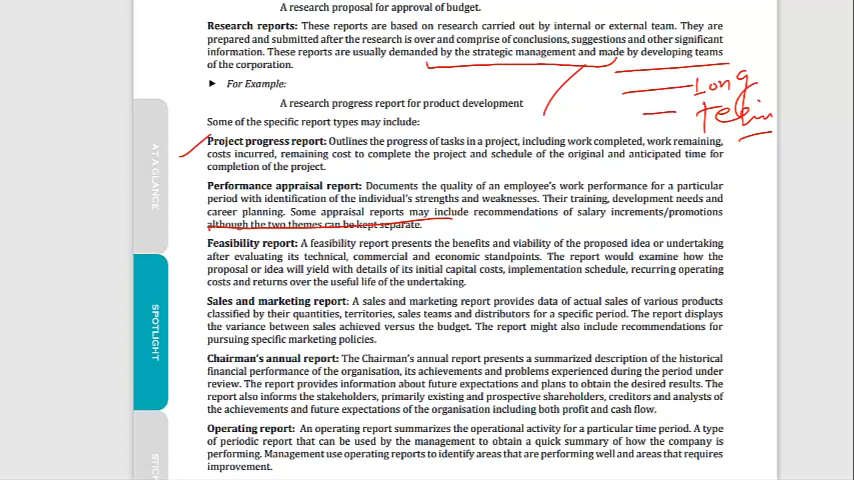 A research proposal for approval of budget.
Research reports: These reports are based on research carried out by internal or external team. They are
prepared and submitted after the research is over and comprise of conclusions, suggestions and other significant
information. These reports are usually demanded by the strategic management and made by developing teams
of the corporation.
For Example:
Long
A research progress report for product development
Some of the specific report types may include:
Project progress report: Outlines the progress of tasks in a project, including work completed, work remaining,
costs incurred, remaining cost to complete the project and schedule of the original and anticipated time for
completion of the project.
Performance appraisal report: Documents the quality of an employee's work performance for a particular
period with identification of the individual's strengths and weaknesses. Their training, development needs and
career planning. Some appraisal reports may include recommendations of salary increments/promotions
although the two themes can be kept separate.
Feasibility report: A feasibility report presents the benefits and viability of the proposed idea or undertaking
after evaluating its technical, commercial and economic standpoints. The report would examine how the
proposal or idea will yield with details of its initial capital costs, implementation schedule, recurring operating
costs and returns over the useful life of the undertaking.
Sales and marketing report: A sales and marketing report provides data of actual sales of various products
classified by their quantities, territories, sales teams and distributors for a specific period. The report displays
the variance between sales achieved versus the budget. The report might also include recommendations for
pursuing specific marketing policies.
Chairman's annual report: The Chairman's annual report presents a summarized description of the historical
financial performance of the organisation, its achievements and problems experienced during the period under
review. The report provides information about future expectations and plans to obtain the desired results. The
report also informs the stakeholders, primarily existing and prospective shareholders, creditors and analysts of
the achievements and future expectations of the organisation including both profit and cash flow.
Operating report: An operating report summarizes the operational activity for a particular time period. A type
of periodic report that can be used by the management to obtain a quick summary of how the company is
performing. Management use operating reports to identify areas that are performing well and areas that requires
improvement.
AT A GLANCE
SPOTLIGHT